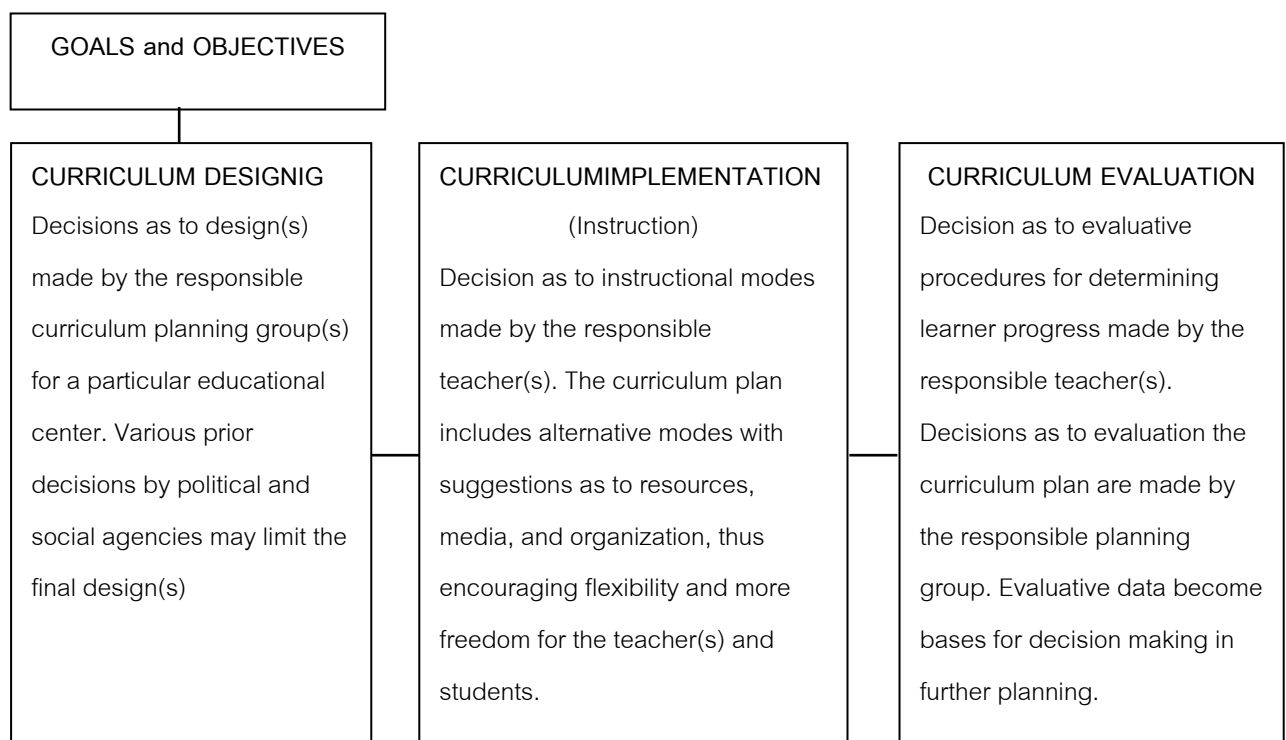 GOALS and OBJECTIVES
CURRICULUM DESIGNIG
Decisions as to design(s)
made by the responsible
curriculum planning group(s)
for a particular educational
center. Various prior
decisions by political and
social agencies may limit the
final design(s)
CURRICULUMIMPLEMENTATION
(Instruction)
Decision as to instructional modes
made by the responsible
teacher(s). The curriculum plan
includes alternative modes with
suggestions as to resources,
media, and organization, thus
encouraging flexibility and more
freedom for the teacher(s) and
students.
CURRICULUM EVALUATION
Decision as to evaluative
procedures for determining
learner progress made by the
responsible teacher(s).
Decisions as to evaluation the
curriculum plan are made by
the responsible planning
group. Evaluative data become
bases for decision making in
further planning.